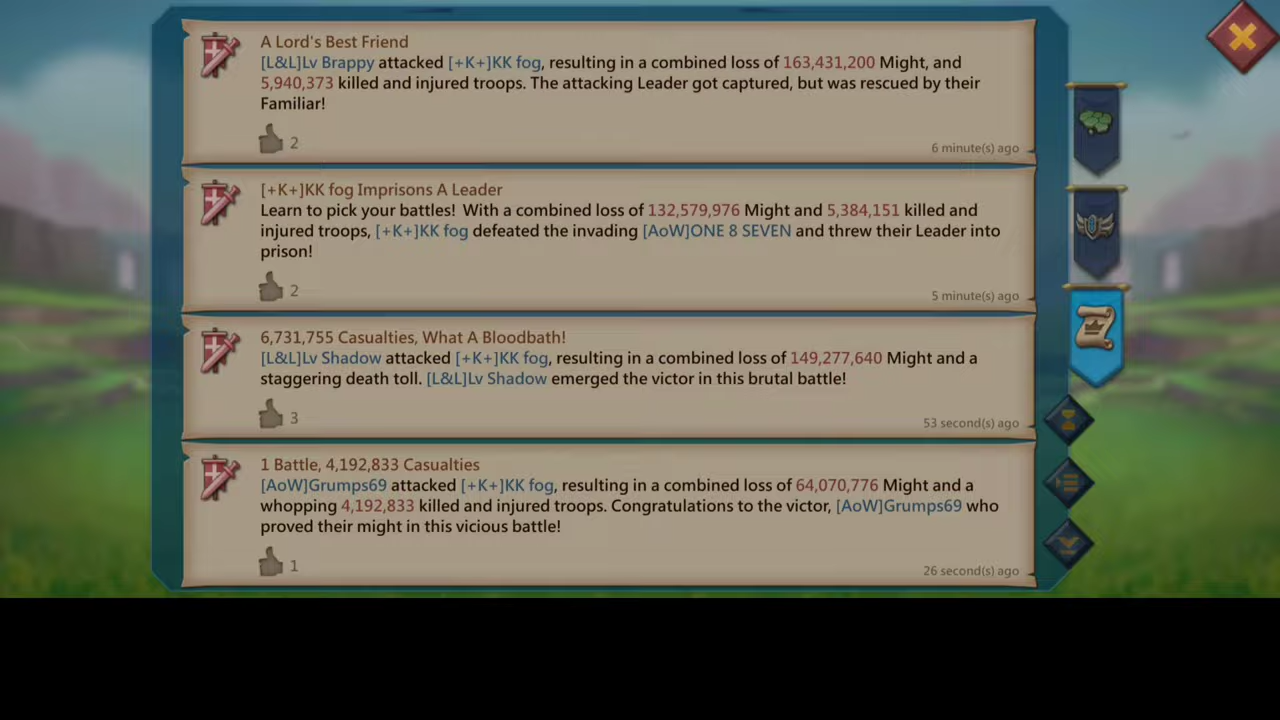 A Lord's Best Friend
[L&L]Lv Brappy attacked [+K+]KK fog, resulting in a combined loss of 163,431,200 Might, and
5,940,373 killed and injured troops. The attacking Leader got captured, but was rescued by their
Familiar!
2
6 minute(s) ago
[+K+]KK fog Imprisons A Leader
Learn to pick your battles! With a combined loss of 132,579,976 Might and 5,384,151 killed and
injured troops, [+K+]KK fog defeated the invading [AoW]ONE 8 SEVEN and threw their Leader into
prison!
2
5 minute(s) ago
6,731,755 Casualties, What A Bloodbath!
[L&L]Lv Shadow attacked [+K+]KK fog, resulting in a combined loss of 149,277,640 Might and a
staggering death toll. [L&L]Lv Shadow emerged the victor in this brutal battle!
3
53 second(s) ago
1 Battle, 4,192,833 Casualties
[AoW]Grumps69 attacked [+K+]KK fog, resulting in a combined loss of 64,070,776 Might and a
whopping 4,192,833 killed and injured troops. Congratulations to the victor, [AoW]Grumps69 who
proved their might in this vicious battle!
1
26 second(s) ago